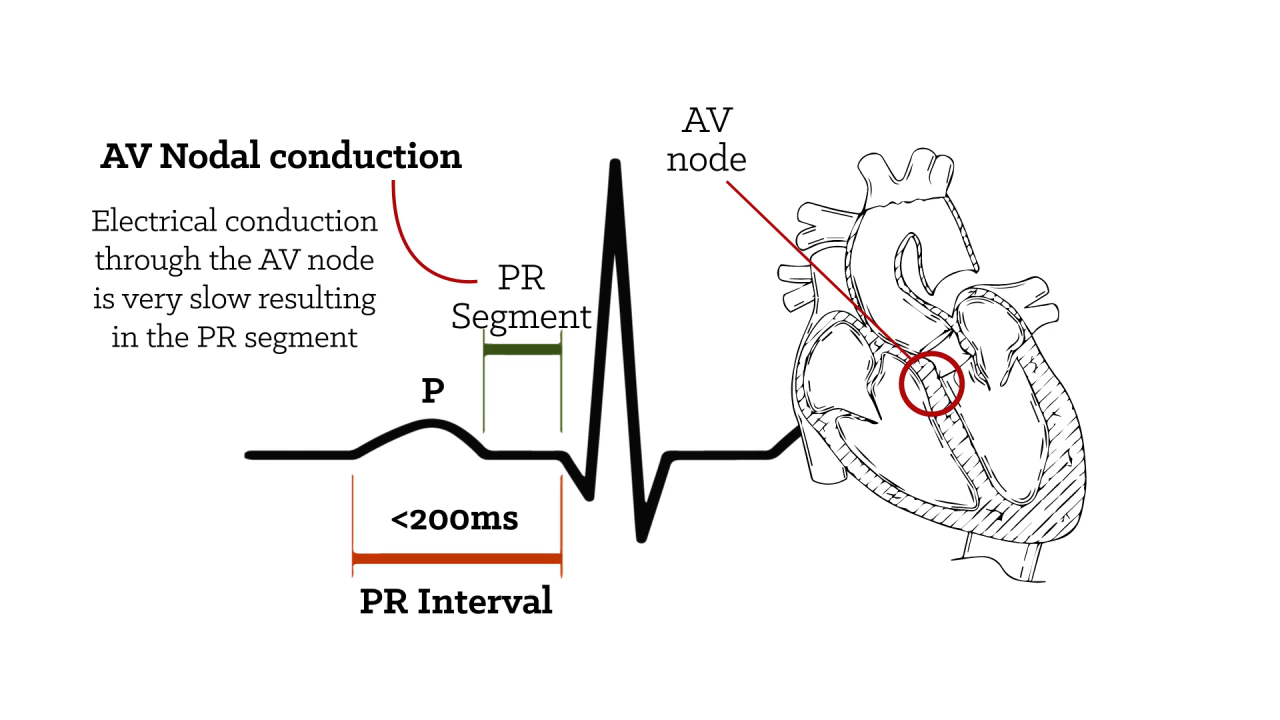 AV Nodal conduction
Electrical conduction
through the AV node
is very slow resulting
in the PR segment
AV
node
PR
Segment
P
<200ms
PR Interval